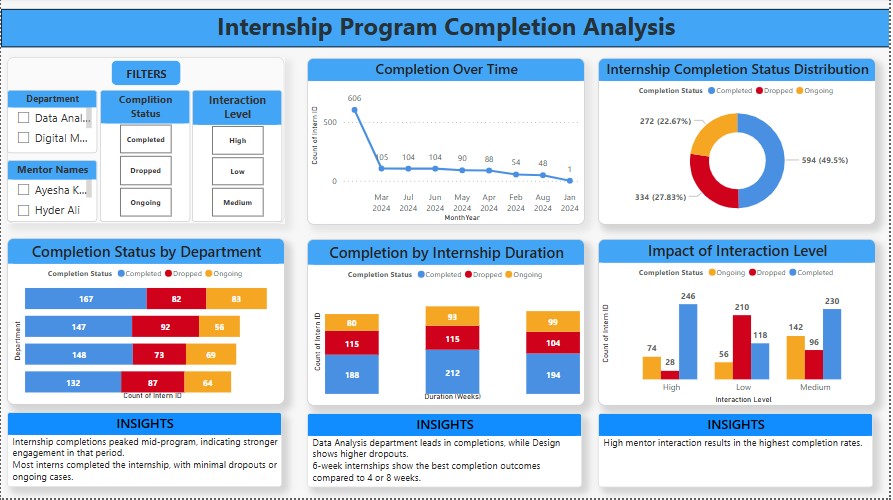 Internship Program Completion Analysis
FILTERS
Department
Data Anal...
Digital M...
Mentor Names
Ayesha K...
Hyder Ali
Complition
Status
Completed
Dropped
Ongoing
Interaction
Level
High
Low
Medium
Completion Over Time
Count of Intern ID
500
0
606
105
104
104
90
88
54
48
1
Mar
2024
Jul
2024
Jun
2024
May
2024
Apr
2024
Feb
2024
Aug
2024
Jan
2024
MonthYear
Internship Completion Status Distribution
Completion Status Completed Dropped Ongoing
272 (22.67%)
594 (49.5%)
334 (27.83%)
Completion Status by Department
Completion Status Completed Dropped Ongoing
Department
167 82 83
147 92 56
148 73 69
132 87 64
Count of Intern ID
Completion by Internship Duration
Completion Status Completed Dropped Ongoing
Count of Intern ID
80 93 99
115 115 104
188 212 194
Duration (Weeks)
Impact of Interaction Level
Completion Status Ongoing Dropped Completed
Count of Intern ID
74 28 246
56 210 118
142 96 230
High Low Medium
Interaction Level
INSIGHTS
Internship completions peaked mid-program, indicating stronger
engagement in that period.
Most interns completed the internship, with minimal dropouts or
ongoing cases.
INSIGHTS
Data Analysis department leads in completions, while Design
shows higher dropouts.
6-week internships show the best completion outcomes
compared to 4 or 8 weeks.
INSIGHTS
High mentor interaction results in the highest completion rates.